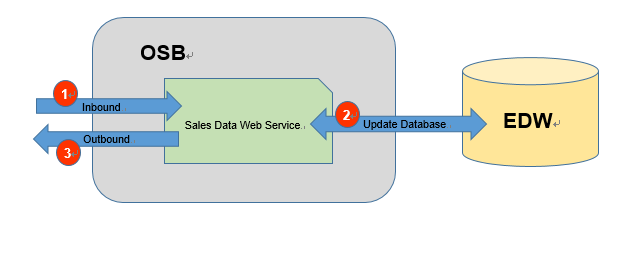 OSB
1
Inbound
Sales Data Web Service.
2
Update Database
EDW
Outbound
3